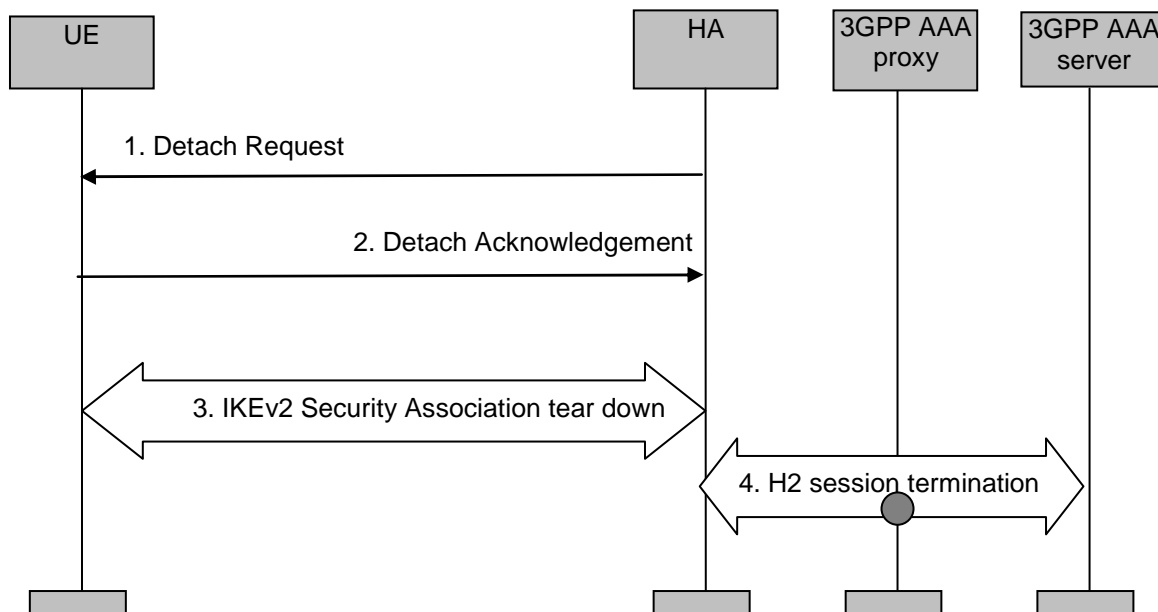 UE
HA
3GPP AAA
proxy
3GPP AAA
server
1. Detach Request
2. Detach Acknowledgement
3. IKEv2 Security Association tear down
4. H2 session termination